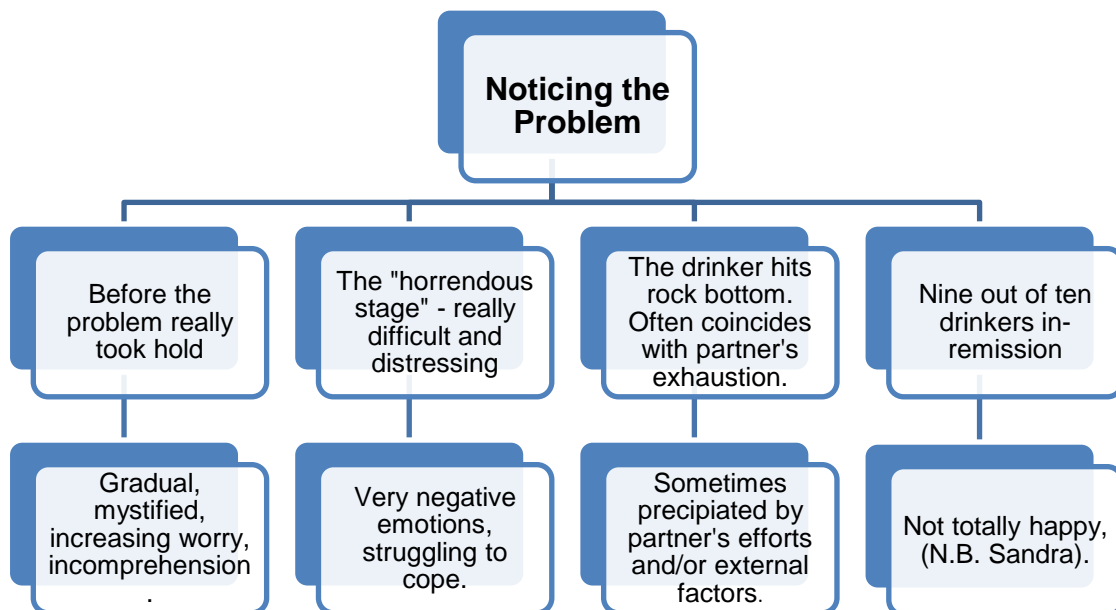 Noticing the
Problem
Before the
problem really
took hold
The "horrendous
stage" - really
difficult and
distressing
The drinker hits
rock bottom.
Often coincides
with partner's
exhaustion.
Nine out of ten
drinkers in-
remission
Gradual,
mystified,
increasing worry,
incomprehension
.
Very negative
emotions,
struggling to
cope.
Sometimes
precipiated by
partner's efforts
and/or external
factors.
Not totally happy,
(N.B. Sandra).